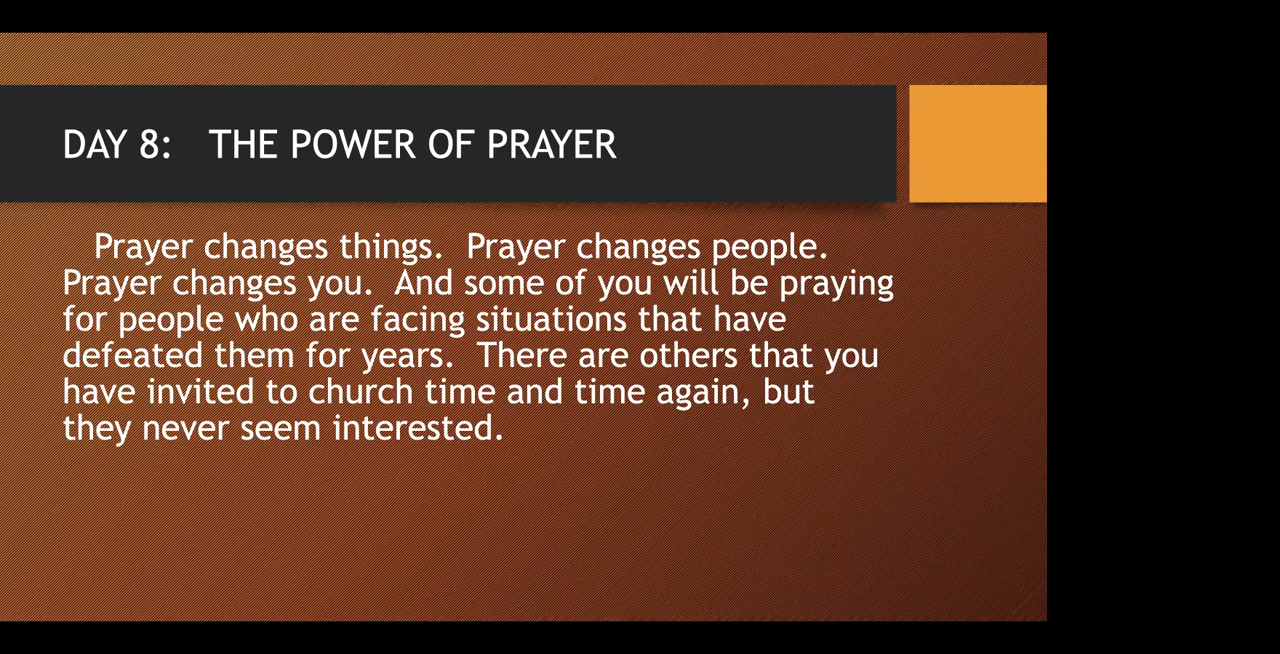 DAY 8: THE POWER OF PRAYER
Prayer changes things. Prayer changes people.
Prayer changes you. And some of you will be praying
for people who are facing situations that have
defeated them for years. There are others that you
have invited to church time and time again, but
they never seem interested.